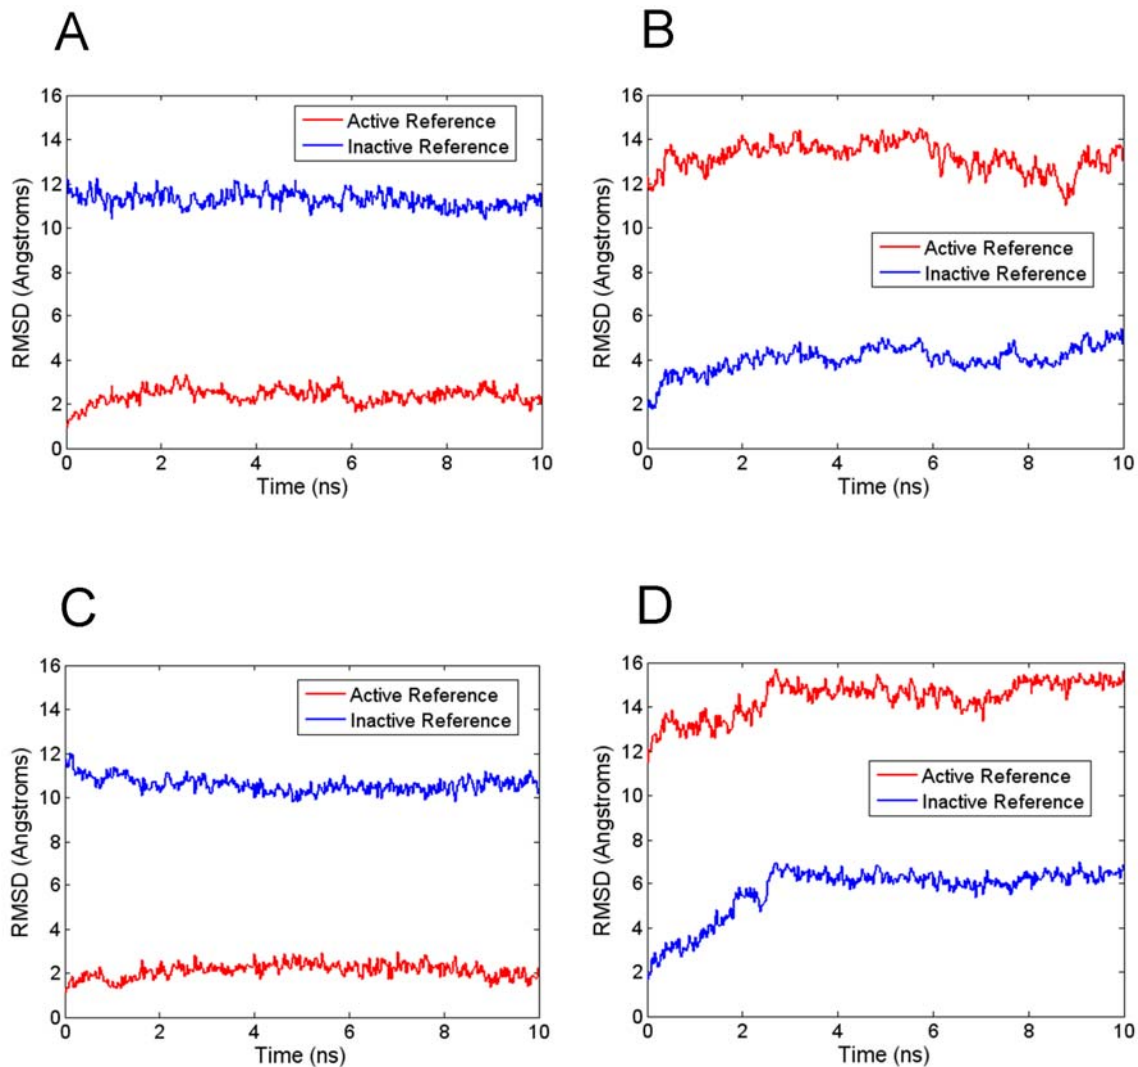 A
16
14
12
10
8
6
4
2
0
RMSD (Angstroms)
Active Reference
Inactive Reference
0 2 4 6 8 10
Time (ns)
B
16
14
12
10
8
6
4
2
0
RMSD (Angstroms)
Active Reference
Inactive Reference
0 2 4 6 8 10
Time (ns)
C
16
14
12
10
8
6
4
2
0
RMSD (Angstroms)
Active Reference
Inactive Reference
0 2 4 6 8 10
Time (ns)
D
16
14
12
10
8
6
4
2
0
RMSD (Angstroms)
Active Reference
Inactive Reference
0 2 4 6 8 10
Time (ns)